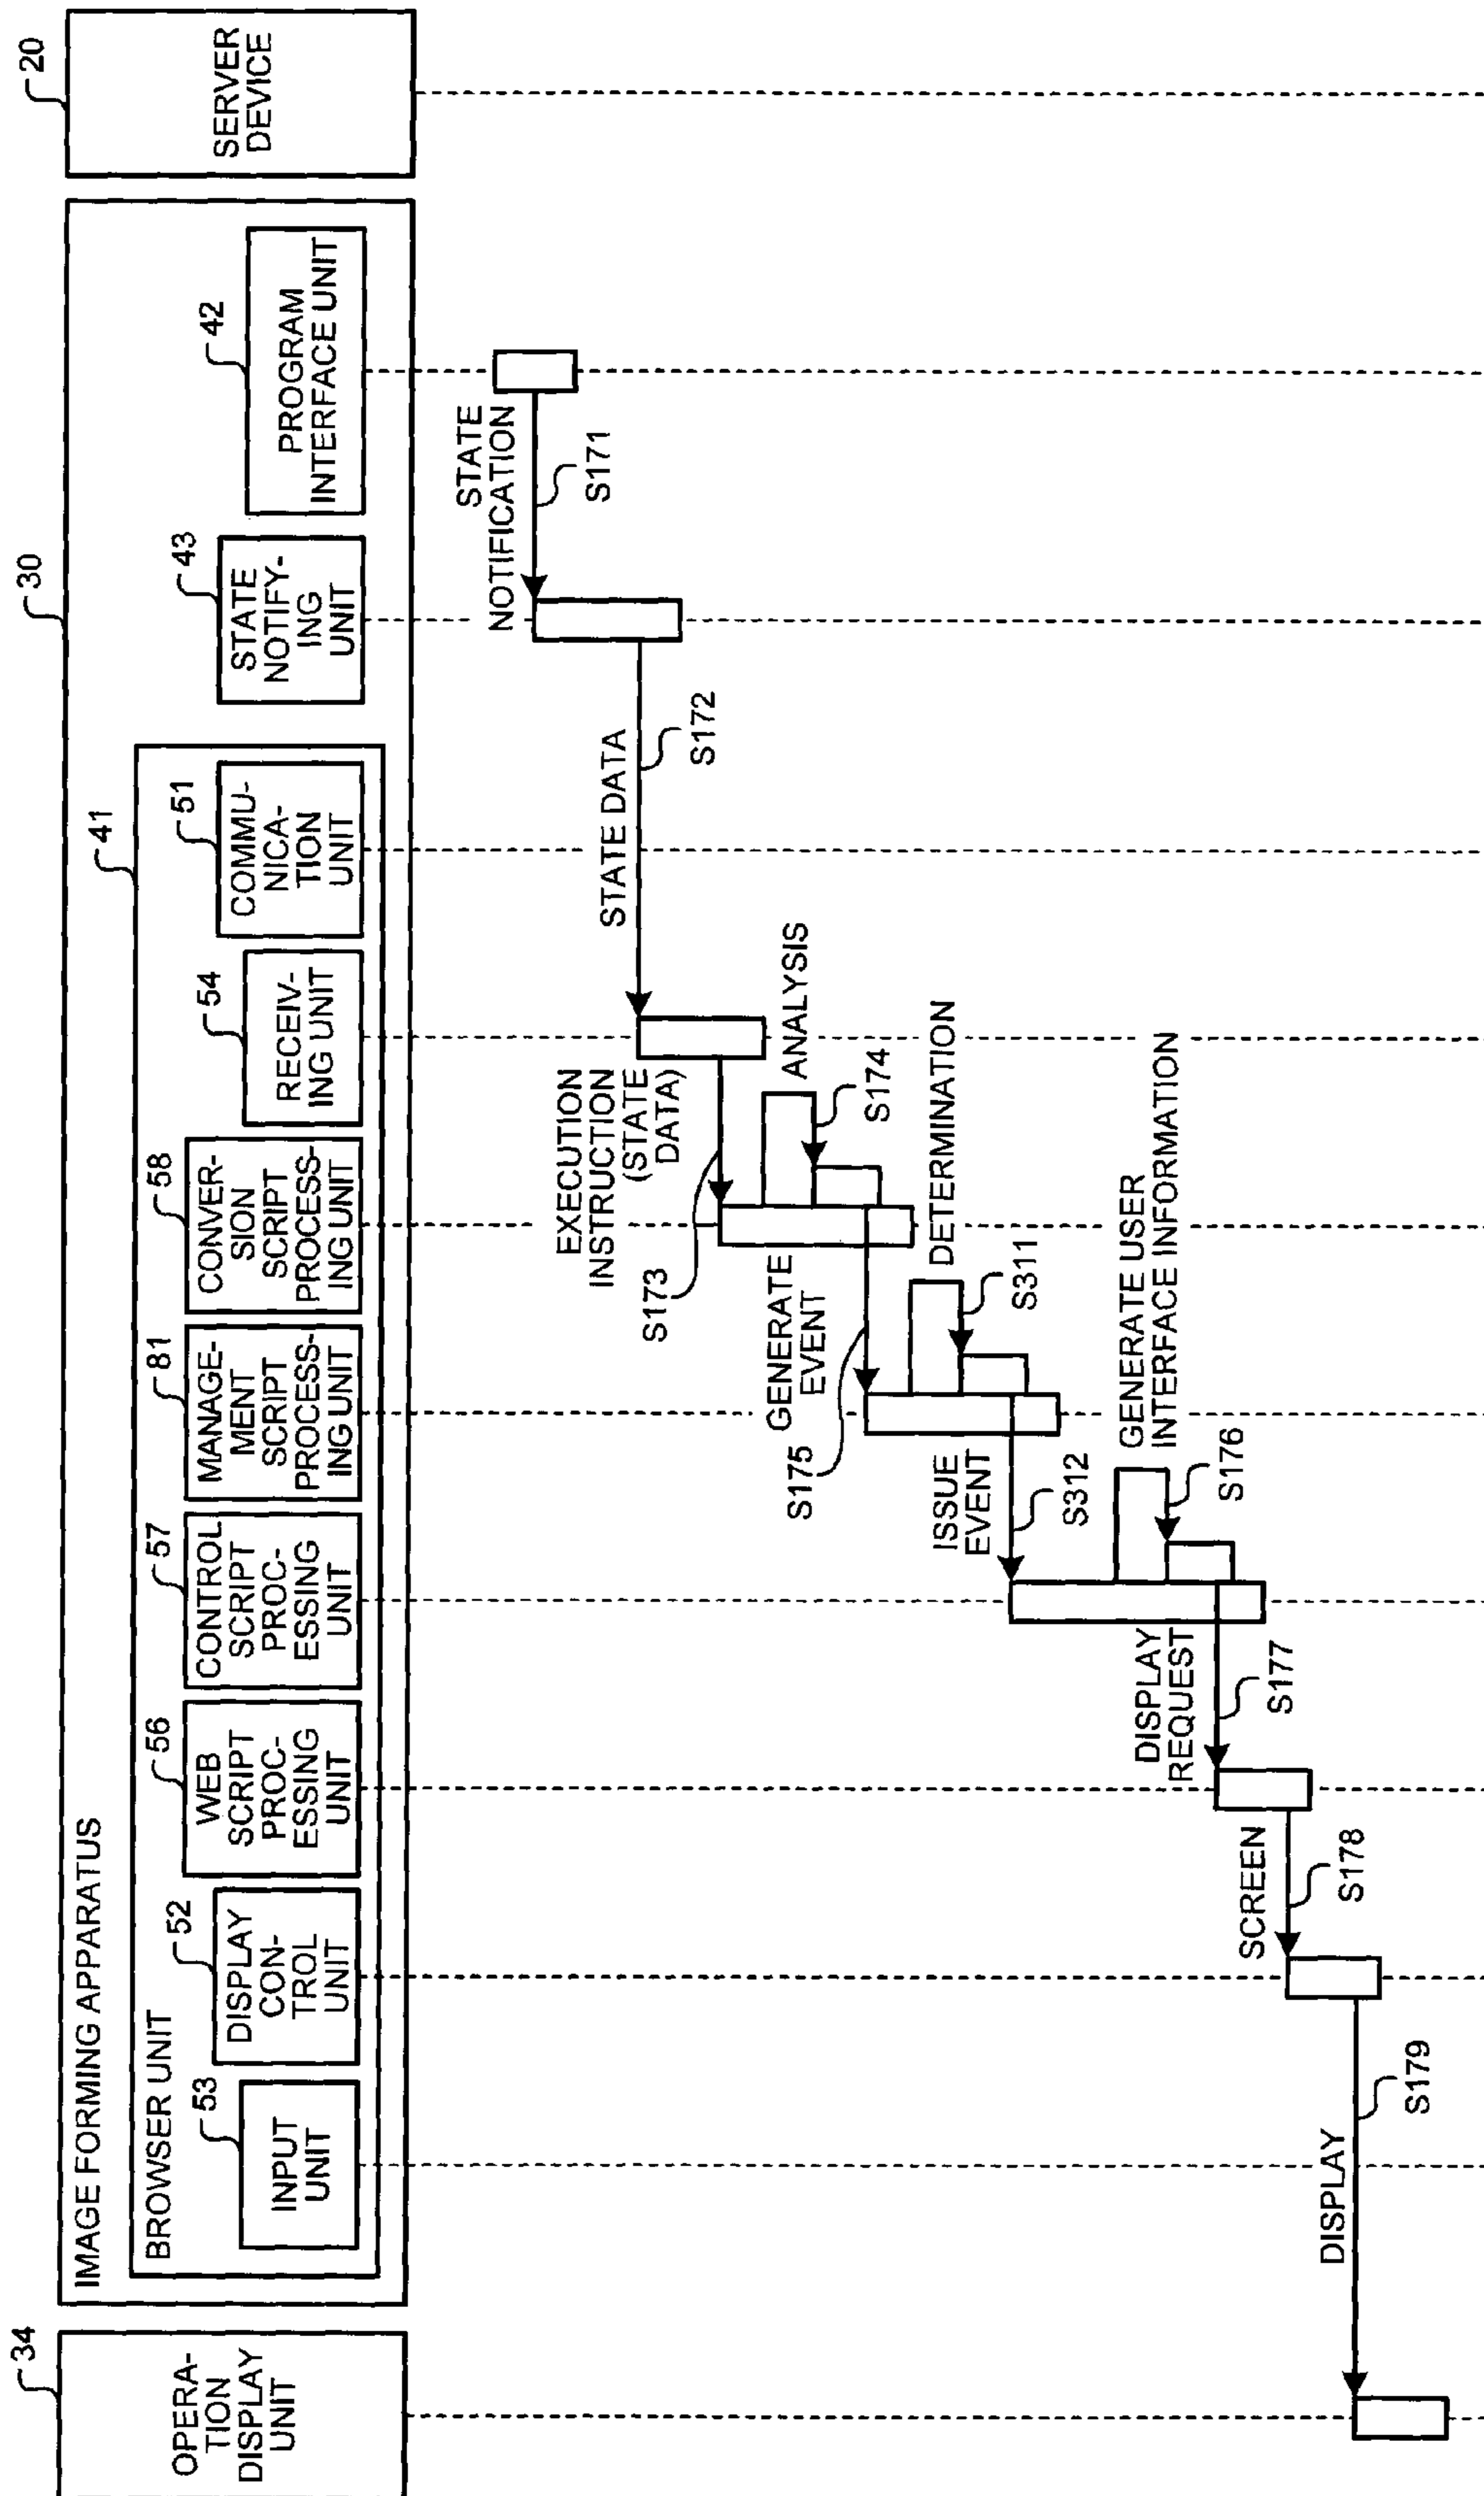 34
OPERA-
TION
DISPLAY
UNIT
30
IMAGE FORMING APPARATUS
41
BROWSER UNIT
53
INPUT
UNIT
52
DISPLAY
CON-
TROL
UNIT
56
WEB
SCRIPT
PROC-
ESSING
UNIT
57
CONTROL
SCRIPT
PROC-
ESSING
UNIT
81
MANAGE-
MENT
SCRIPT
PROCESS-
ING UNIT
58
CONVER-
SION
SCRIPT
PROCESS-
ING UNIT
54
RECEIV-
ING UNIT
51
COMMU-
NICA-
TION
UNIT
43
STATE
NOTIFY-
ING
UNIT
42
PROGRAM
INTERFACE UNIT
20
SERVER
DEVICE
STATE
NOTIFICATION
S171
STATE DATA
S172
EXECUTION
INSTRUCTION
(STATE
DATA)
S173
ANALYSIS
S174
GENERATE
EVENT
S175
DETERMINATION
S311
ISSUE
EVENT
S312
GENERATE USER
INTERFACE INFORMATION
S176
DISPLAY
REQUEST
S177
SCREEN
S178
DISPLAY
S179